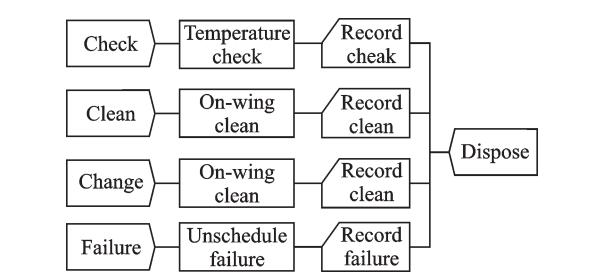 Check
Temperature
check
Record
cheak
Clean
On-wing
clean
Record
clean
Dispose
Change
On-wing
clean
Record
clean
Failure
Unschedule
failure
Record
failure